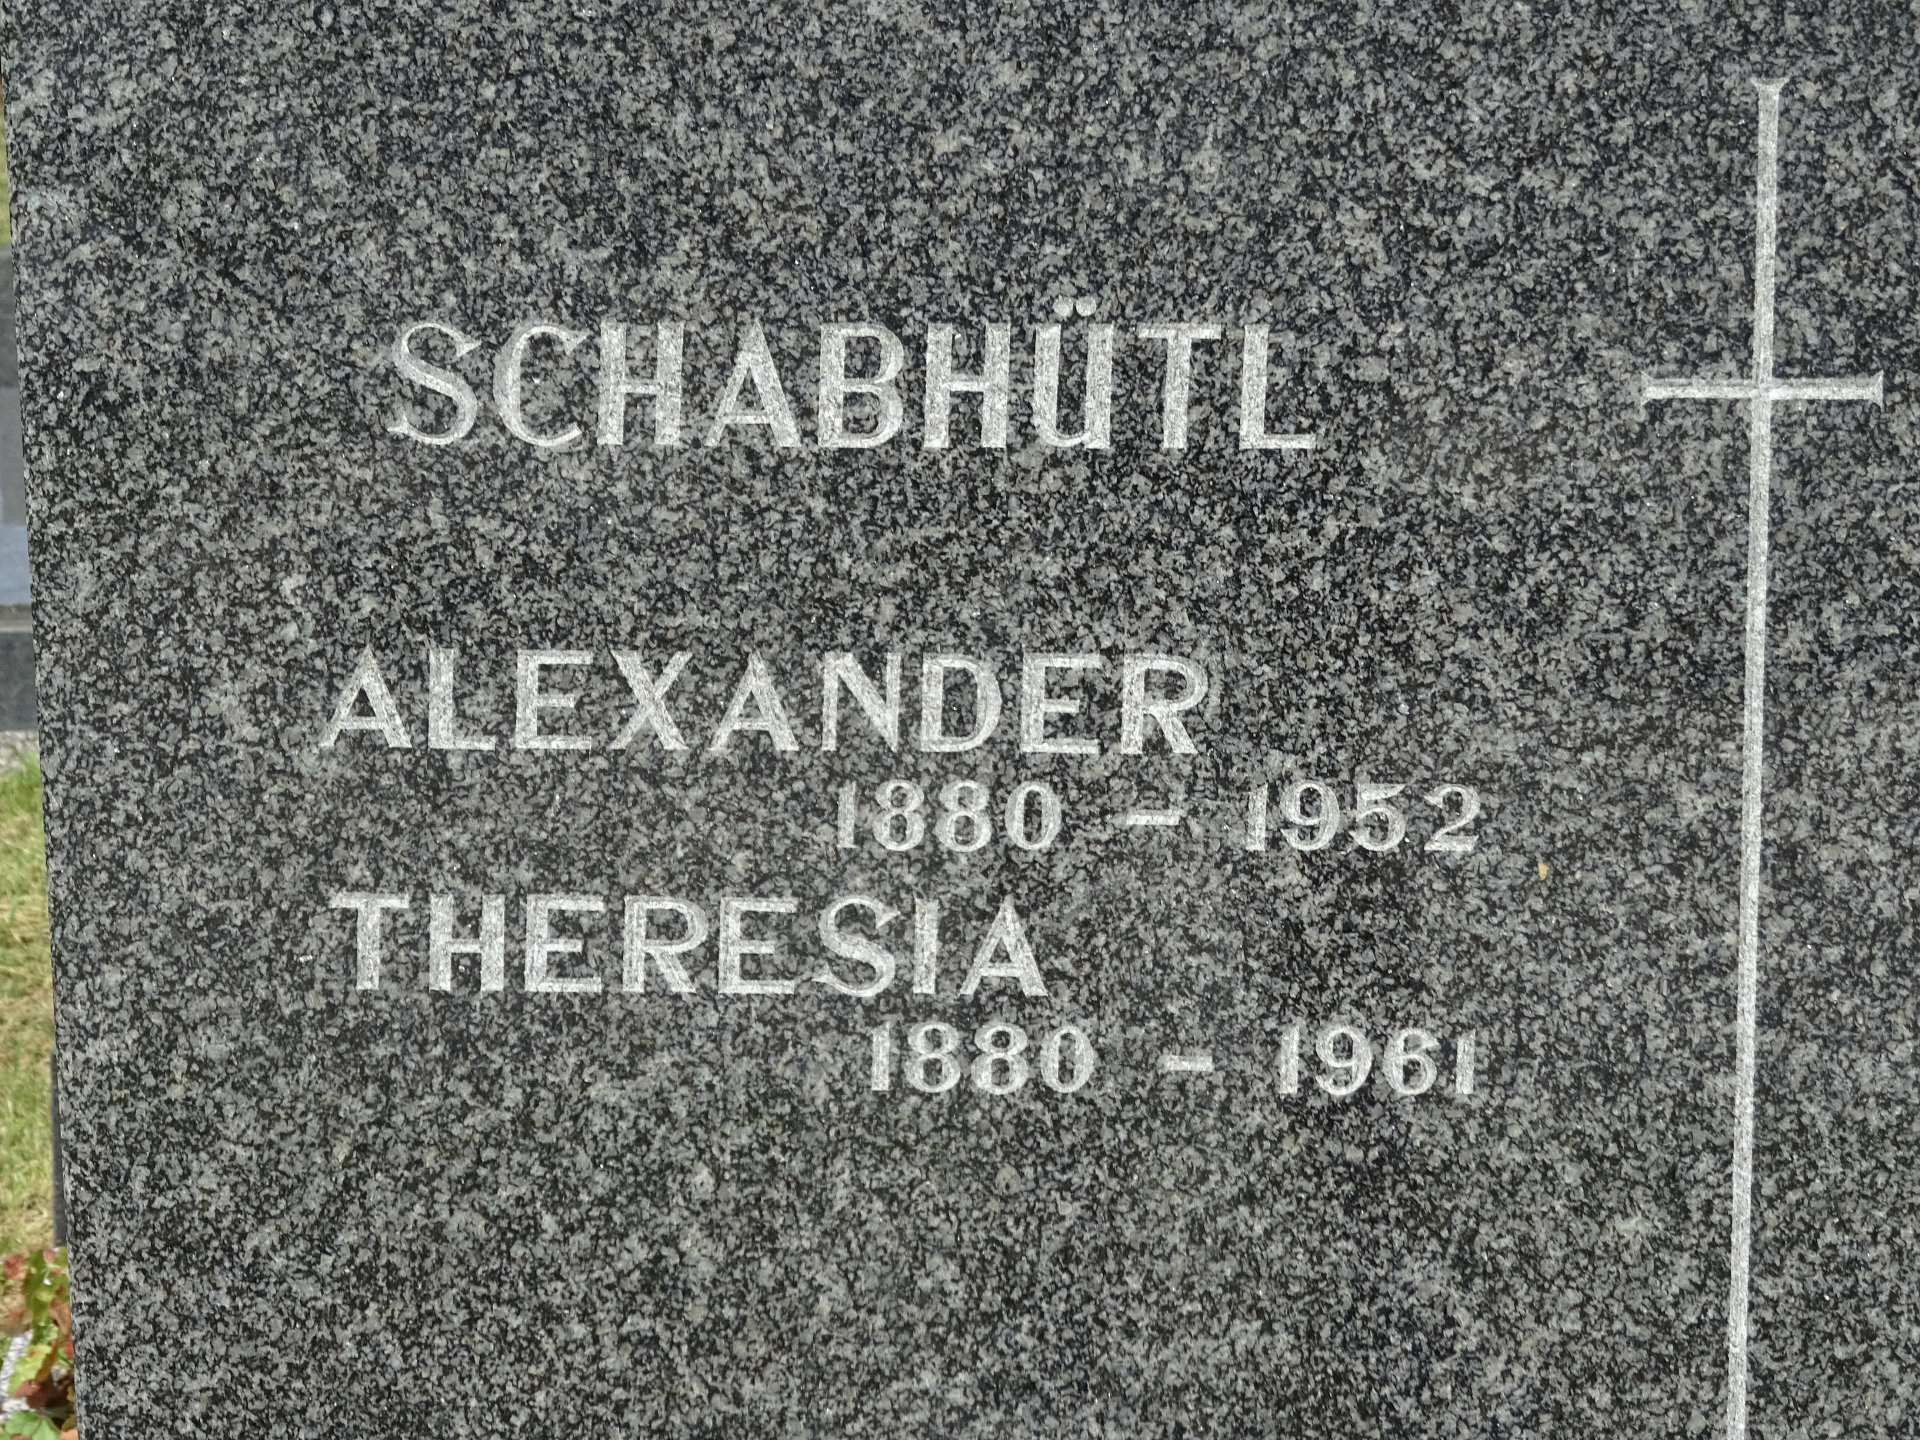 SCHABHÜTL
ALEXANDER
1880 – 1952
THERESIA
1880 – 1961